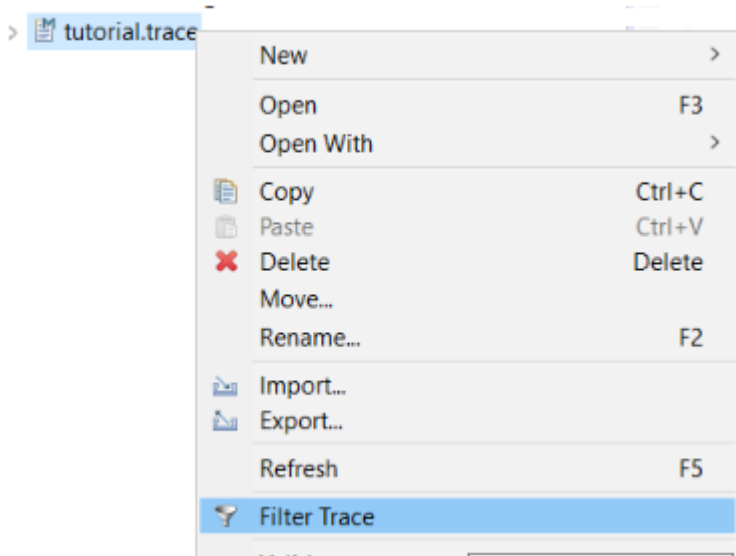 tutorial.trace
New
Open F3
Open With
Copy Ctrl+C
Paste Ctrl+V
Delete Delete
Move...
Rename... F2
Import...
Export...
Refresh F5
Filter Trace